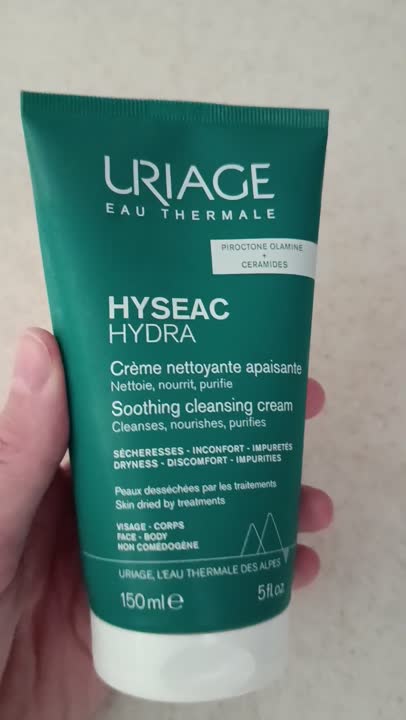 URIAGE
EAU THERMALE
PIROCTONE OLAMINE
+
CERAMIDES
HYSEAC
HYDRA
Crème nettoyante apaisante
Nettoie, nourrit, purifie
Soothing cleansing cream
Cleanses, nourishes, purifies
SÉCHERESSES - INCONFORT - IMPURETÉS
DRYNESS - DISCOMFORT - IMPURITIES
Peaux desséchées par les traitements
Skin dried by treatments
VISAGE - CORPS
FACE - BODY
NON COMÉDOGÈNE
URIAGE, L'EAU THERMALE DES ALPES
150 ml e 5fl.oz